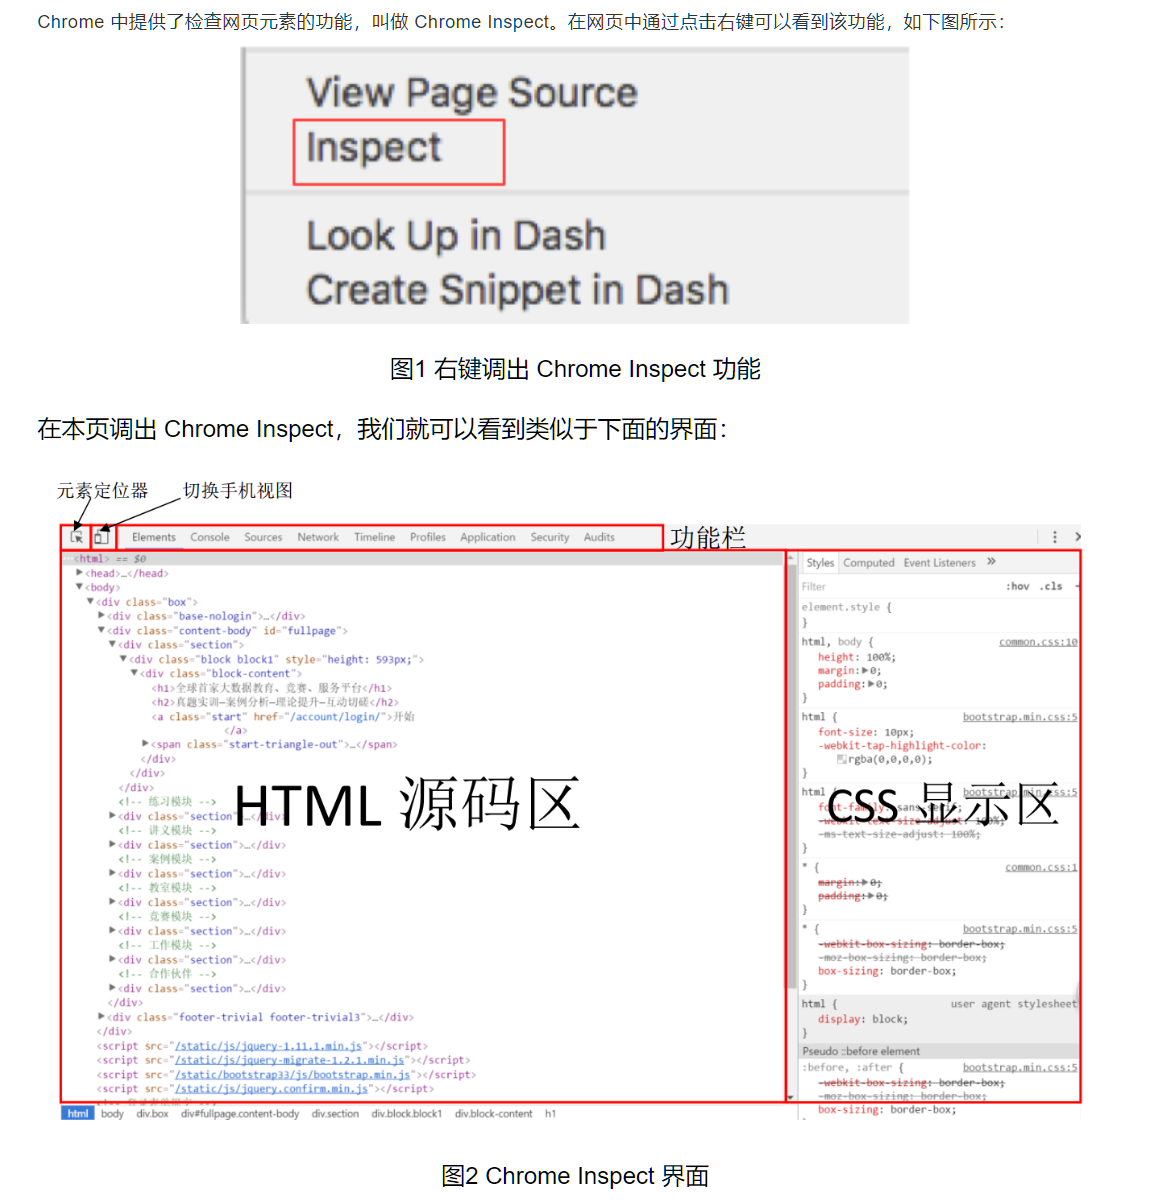 Chrome 中提供了检查网页元素的功能，叫做 Chrome Inspect。在网页中通过点击右键可以看到该功能，如下图所示：
View Page Source
Inspect
Look Up in Dash
Create Snippet in Dash
图1 右键调出 Chrome Inspect 功能
在本页调出 Chrome Inspect，我们就可以看到类似于下面的界面：
元素定位器 切换手机视图
Elements Console Sources Network Timeline Profiles Application Security Audits 功能栏
<html> == $0
<head>…</head>
<body>
<div class="box">
<div class="base-nologin">…</div>
<div class="content-body" id="fullpage">
<div class="section">
<div class="block block1" style="height: 593px;">
<div class="block-content">
<h1>全球首家大数据教育、竞赛、服务平台</h1>
<h2>真题实训—案例分析—理论提升—互动切磋</h2>
<a class="start" href="/account/login/">开始
</a>
<span class="start-triangle-out">…</span>
</div>
</div>
</div>
<!-- 练习模块 -->
<div class="section">…</div>
<!-- 讲义模块 -->
<div class="section">…</div>
<!-- 案例模块 -->
<div class="section">…</div>
<!-- 教室模块 -->
<div class="section">…</div>
<!-- 竞赛模块 -->
<div class="section">…</div>
<!-- 工作模块 -->
<div class="section">…</div>
<!-- 合作伙伴 -->
<div class="section">…</div>
</div>
<div class="footer-trivial footer-trivial3">…</div>
</div>
<script src="/static/js/jquery-1.11.1.min.js"></script>
<script src="/static/js/jquery-migrate-1.2.1.min.js"></script>
<script src="/static/bootstrap33/js/bootstrap.min.js"></script>
<script src="/static/js/jquery.confirm.min.js"></script>
HTML 源码区
html body div.box div#fullpage.content-body div.section div.block.block1 div.block-content h1
Styles Computed Event Listeners »
Filter :hov .cls
element.style {
}
html, body { common.css:10
height: 100%;
margin:▶0;
padding:▶0;
}
html { bootstrap.min.css:5
font-size: 10px;
-webkit-tap-highlight-color:
rgba(0,0,0,0);
}
html { bootstrap.min.css:5
font-family: sans-serif;
-webkit-text-size-adjust: 100%;
-ms-text-size-adjust: 100%;
}
CSS 显示区
* { common.css:1
margin:▶0;
padding:▶0;
}
* { bootstrap.min.css:5
-webkit-box-sizing: border-box;
-moz-box-sizing: border-box;
box-sizing: border-box;
}
html { user agent stylesheet
display: block;
}
Pseudo ::before element
:before, :after { bootstrap.min.css:5
-webkit-box-sizing: border-box;
-moz-box-sizing: border-box;
box-sizing: border-box;
图2 Chrome Inspect 界面